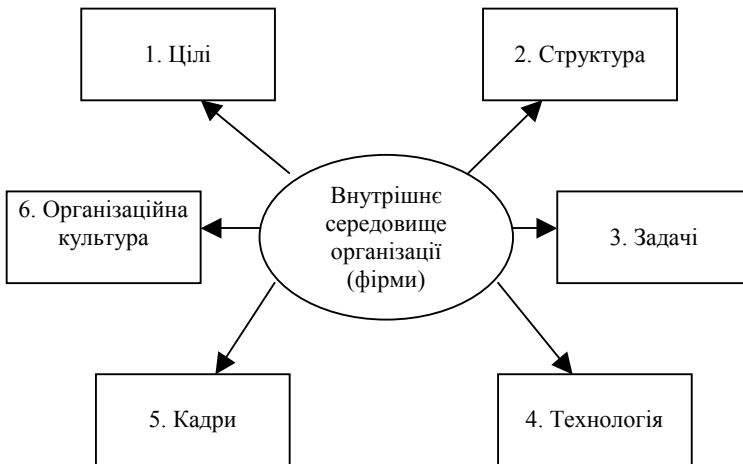 1. Цілі
2. Структура
6. Організаційна
культура
Внутрішнє
середовище
організації
(фірми)
3. Задачі
5. Кадри
4. Технологія